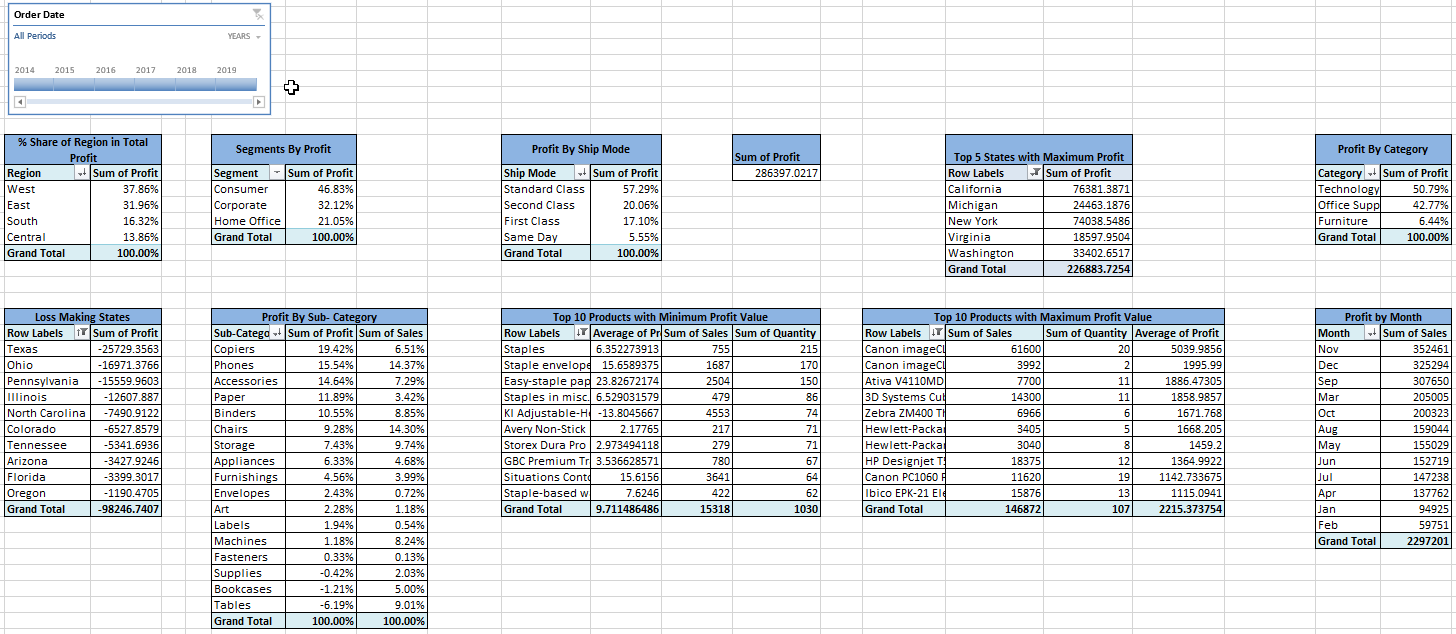 Order Date
All Periods YEARS
2014 2015 2016 2017 2018 2019
% Share of Region in Total Profit
Region Sum of Profit
West 37.86%
East 31.96%
South 16.32%
Central 13.86%
Grand Total 100.00%
Segments By Profit
Segment Sum of Profit
Consumer 46.83%
Corporate 32.12%
Home Office 21.05%
Grand Total 100.00%
Profit By Ship Mode
Ship Mode Sum of Profit
Standard Class 57.29%
Second Class 20.06%
First Class 17.10%
Same Day 5.55%
Grand Total 100.00%
Sum of Profit
286397.0217
Top 5 States with Maximum Profit
Row Labels Sum of Profit
California 76381.3871
Michigan 24463.1876
New York 74038.5486
Virginia 18597.9504
Washington 33402.6517
Grand Total 226883.7254
Profit By Category
Category Sum of Profit
Technology 50.79%
Office Supp 42.77%
Furniture 6.44%
Grand Total 100.00%
Loss Making States
Row Labels Sum of Profit
Texas -25729.3563
Ohio -16971.3766
Pennsylvania -15559.9603
Illinois -12607.887
North Carolina -7490.9122
Colorado -6527.8579
Tennessee -5341.6936
Arizona -3427.9246
Florida -3399.3017
Oregon -1190.4705
Grand Total -98246.7407
Profit By Sub- Category
Sub-Catego Sum of Profit Sum of Sales
Copiers 19.42% 6.51%
Phones 15.54% 14.37%
Accessories 14.64% 7.29%
Paper 11.89% 3.42%
Binders 10.55% 8.85%
Chairs 9.28% 14.30%
Storage 7.43% 9.74%
Appliances 6.33% 4.68%
Furnishings 4.56% 3.99%
Envelopes 2.43% 0.72%
Art 2.28% 1.18%
Labels 1.94% 0.54%
Machines 1.18% 8.24%
Fasteners 0.33% 0.13%
Supplies -0.42% 2.03%
Bookcases -1.21% 5.00%
Tables -6.19% 9.01%
Grand Total 100.00% 100.00%
Top 10 Products with Minimum Profit Value
Row Labels Average of Pr Sum of Sales Sum of Quantity
Staples 6.352273913 755 215
Staple envelope 15.6589375 1687 170
Easy-staple pap 23.82672174 2504 150
Staples in misc. 6.529031579 479 86
KI Adjustable-H -13.8045667 4553 74
Avery Non-Stick 2.17765 217 71
Storex Dura Pro 2.973494118 279 71
GBC Premium Tr 3.536628571 780 67
Situations Conto 15.6156 3641 64
Staple-based w 7.6246 422 62
Grand Total 9.711486486 15318 1030
Top 10 Products with Maximum Profit Value
Row Labels Sum of Sales Sum of Quantity Average of Profit
Canon imageCL 61600 20 5039.9856
Canon imageCL 3992 2 1995.99
Ativa V4110MD 7700 11 1886.47305
3D Systems Cub 14300 11 1858.9857
Zebra ZM400 Th 6966 6 1671.768
Hewlett-Packar 3405 5 1668.205
Hewlett-Packar 3040 8 1459.2
HP Designjet T5 18375 12 1364.9922
Canon PC1060 P 11620 19 1142.733675
Ibico EPK-21 Ele 15876 13 1115.0941
Grand Total 146872 107 2215.373754
Profit by Month
Month Sum of Sales
Nov 352461
Dec 325294
Sep 307650
Mar 205005
Oct 200323
Aug 159044
May 155029
Jun 152719
Jul 147238
Apr 137762
Jan 94925
Feb 59751
Grand Total 2297201